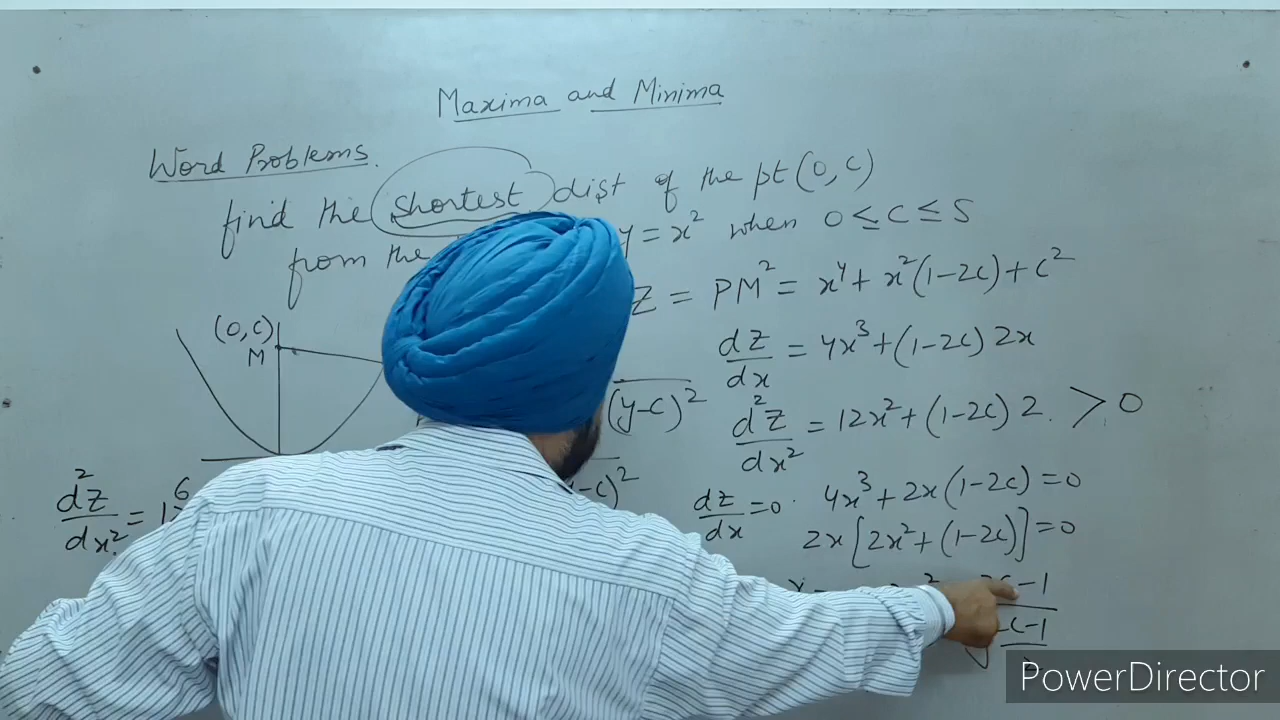 Maxima and Minima
Word Problems.
find the shortest dist of the pt (0, C)
from the y = x² when 0 ≤ C ≤ 5
Z = PM² = x⁴ + x²(1-2C) + C²
(0, C)
M
dZ/dx = 4x³ + (1-2C) 2x
(y-C)²
d²Z/dx² = 12x² + (1-2C) 2. > 0
-C)²
d²Z/dx² =
dZ/dx = 0 . 4x³ + 2x (1-2C) = 0
2x [2x² + (1-2C)] = 0
PowerDirector